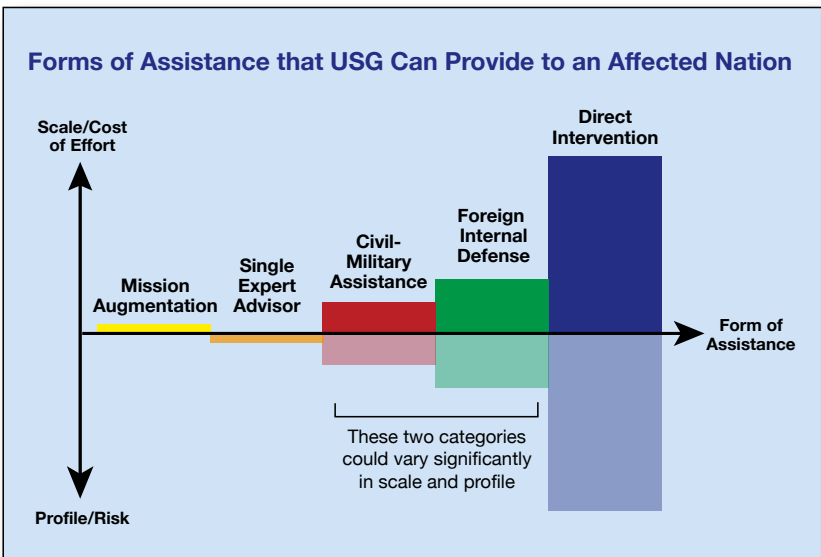 Forms of Assistance that USG Can Provide to an Affected Nation
Scale/Cost
of Effort
Mission
Augmentation
Single
Expert
Advisor
Civil-
Military
Assistance
Foreign
Internal
Defense
Direct
Intervention
Form of
Assistance
These two categories
could vary significantly
in scale and profile
Profile/Risk